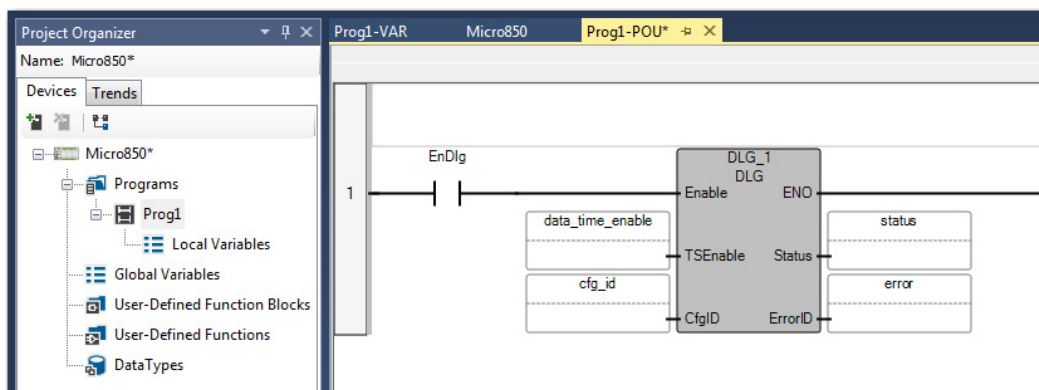 Project Organizer
Name: Micro850*
Devices Trends
Micro850*
Programs
Prog1
Local Variables
Global Variables
User-Defined Function Blocks
User-Defined Functions
DataTypes
Prog1-VAR Micro850 Prog1-POU*
1
EnDlg
DLG_1
DLG
Enable ENO
data_time_enable
TSEnable
cfg_id
CfgID
status
Status
error
ErrorID